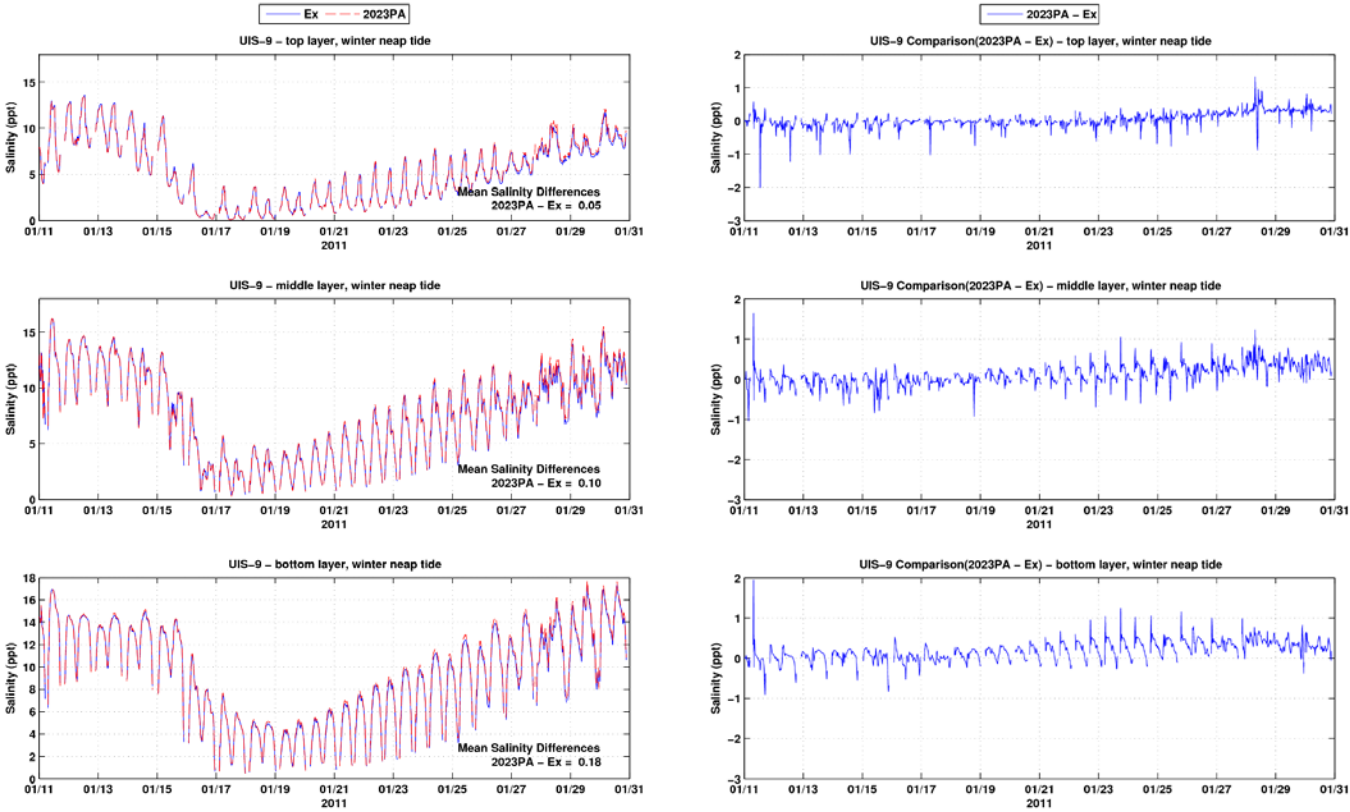 Ex 2023PA
UIS-9 - top layer, winter neap tide
Salinity (ppt)
15
10
5
0
Mean Salinity Differences
2023PA - Ex = 0.05
01/11 01/13 01/15 01/17 01/19 01/21 01/23 01/25 01/27 01/29 01/31
2011
UIS-9 - middle layer, winter neap tide
Salinity (ppt)
15
10
5
0
Mean Salinity Differences
2023PA - Ex = 0.10
01/11 01/13 01/15 01/17 01/19 01/21 01/23 01/25 01/27 01/29 01/31
2011
UIS-9 - bottom layer, winter neap tide
Salinity (ppt)
18
16
14
12
10
8
6
4
2
0
Mean Salinity Differences
2023PA - Ex = 0.18
01/11 01/13 01/15 01/17 01/19 01/21 01/23 01/25 01/27 01/29 01/31
2011
2023PA - Ex
UIS-9 Comparison(2023PA - Ex) - top layer, winter neap tide
Salinity (ppt)
2
1
0
-1
-2
-3
01/11 01/13 01/15 01/17 01/19 01/21 01/23 01/25 01/27 01/29 01/31
2011
UIS-9 Comparison(2023PA - Ex) - middle layer, winter neap tide
Salinity (ppt)
2
1
0
-1
-2
-3
01/11 01/13 01/15 01/17 01/19 01/21 01/23 01/25 01/27 01/29 01/31
2011
UIS-9 Comparison(2023PA - Ex) - bottom layer, winter neap tide
Salinity (ppt)
2
1
0
-1
-2
-3
01/11 01/13 01/15 01/17 01/19 01/21 01/23 01/25 01/27 01/29 01/31
2011